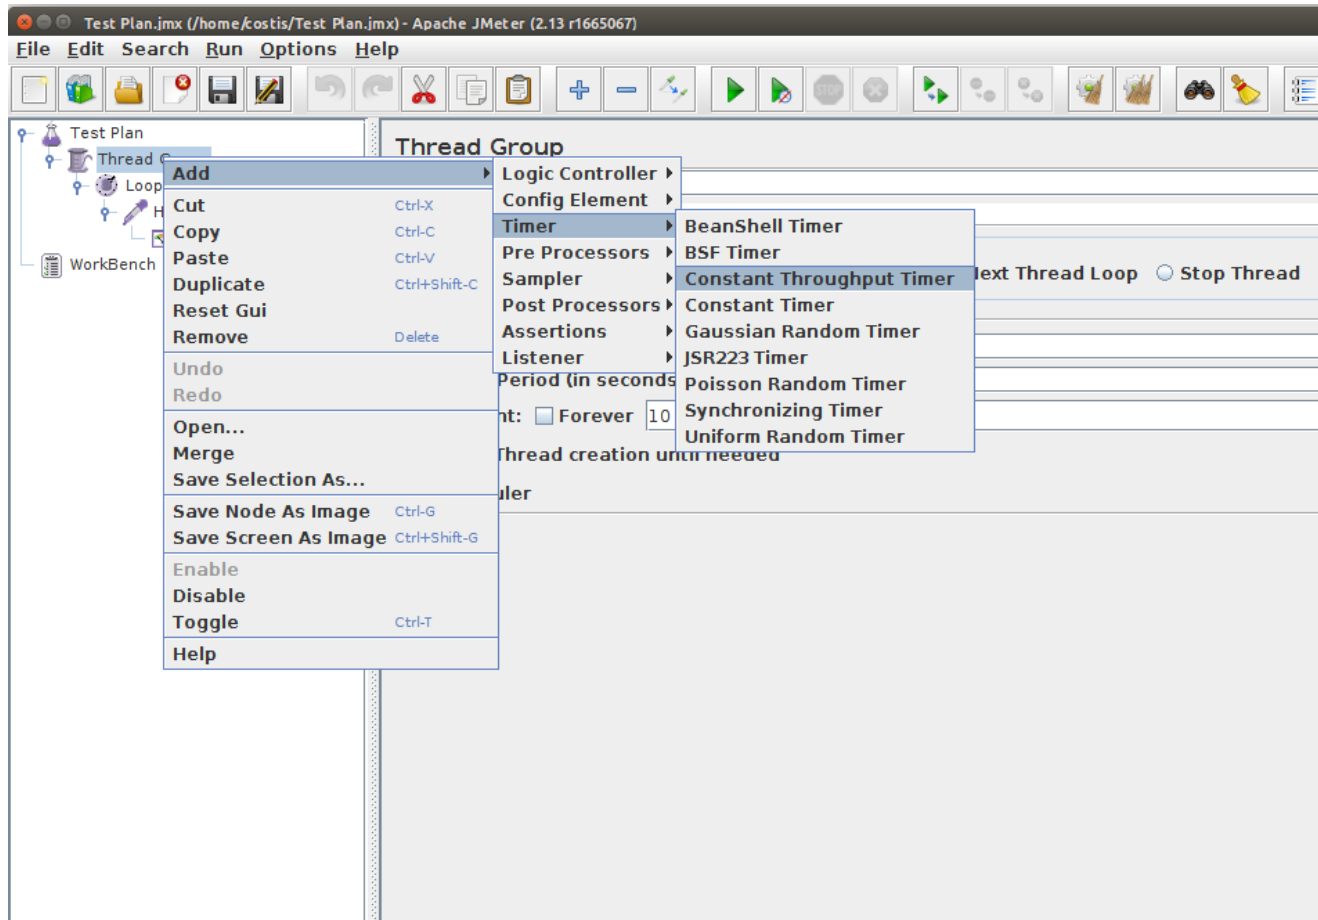 Test Plan.jmx (/home/costis/Test Plan.jmx) - Apache JMeter (2.13 r1665067)
File Edit Search Run Options Help
STOP
Test Plan
Thread G
Loop
H
WorkBench
Thread Group
Add
Cut Ctrl-X
Copy Ctrl-C
Paste Ctrl-V
Duplicate Ctrl+Shift-C
Reset Gui
Remove Delete
Undo
Redo
Open...
Merge
Save Selection As...
Save Node As Image Ctrl-G
Save Screen As Image Ctrl+Shift-G
Enable
Disable
Toggle Ctrl-T
Help
Logic Controller
Config Element
Timer
Pre Processors
Sampler
Post Processors
Assertions
Listener
BeanShell Timer
BSF Timer
Constant Throughput Timer
Constant Timer
Gaussian Random Timer
JSR223 Timer
Poisson Random Timer
Synchronizing Timer
Uniform Random Timer
Next Thread Loop Stop Thread
Period (in seconds
nt: Forever 10
Thread creation until needed
uler